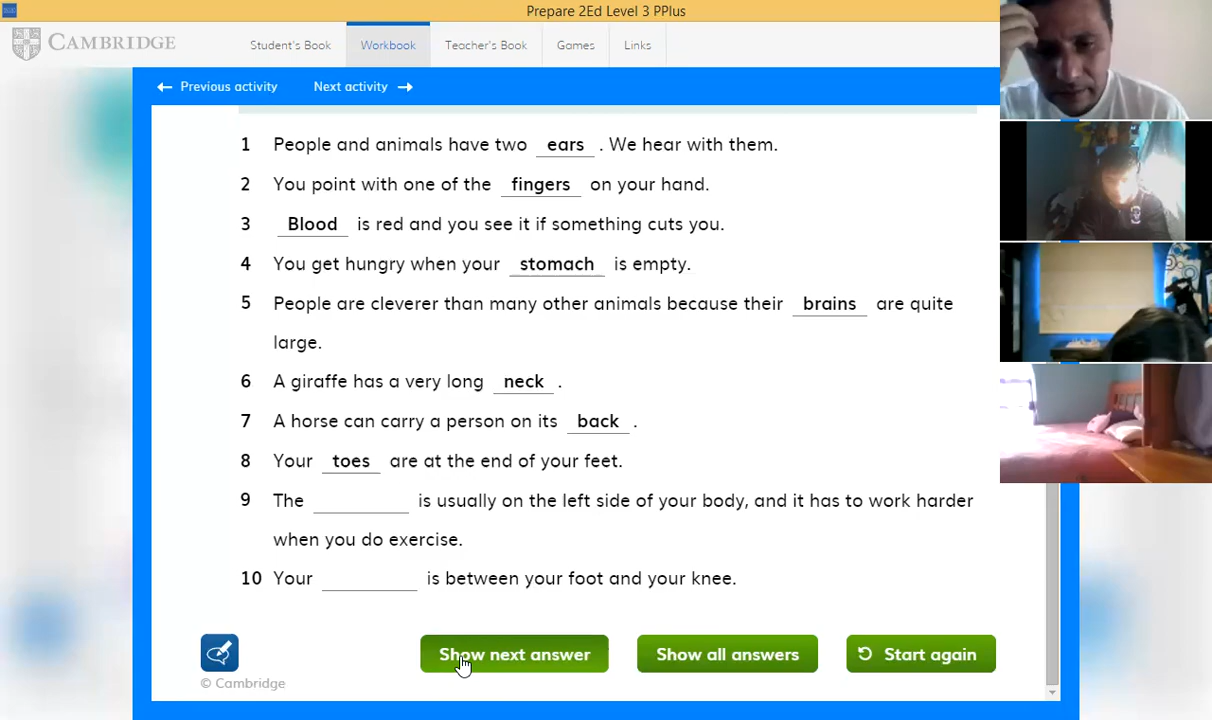 Prepare 2Ed Level 3 PPlus
CAMBRIDGE
Student's Book
Workbook
Teacher's Book
Games
Links
← Previous activity
Next activity →
1 People and animals have two ears . We hear with them.
2 You point with one of the fingers on your hand.
3 Blood is red and you see it if something cuts you.
4 You get hungry when your stomach is empty.
5 People are cleverer than many other animals because their brains are quite
large.
6 A giraffe has a very long neck .
7 A horse can carry a person on its back .
8 Your toes are at the end of your feet.
9 The __________ is usually on the left side of your body, and it has to work harder
when you do exercise.
10 Your __________ is between your foot and your knee.
Show next answer
Show all answers
Start again
© Cambridge